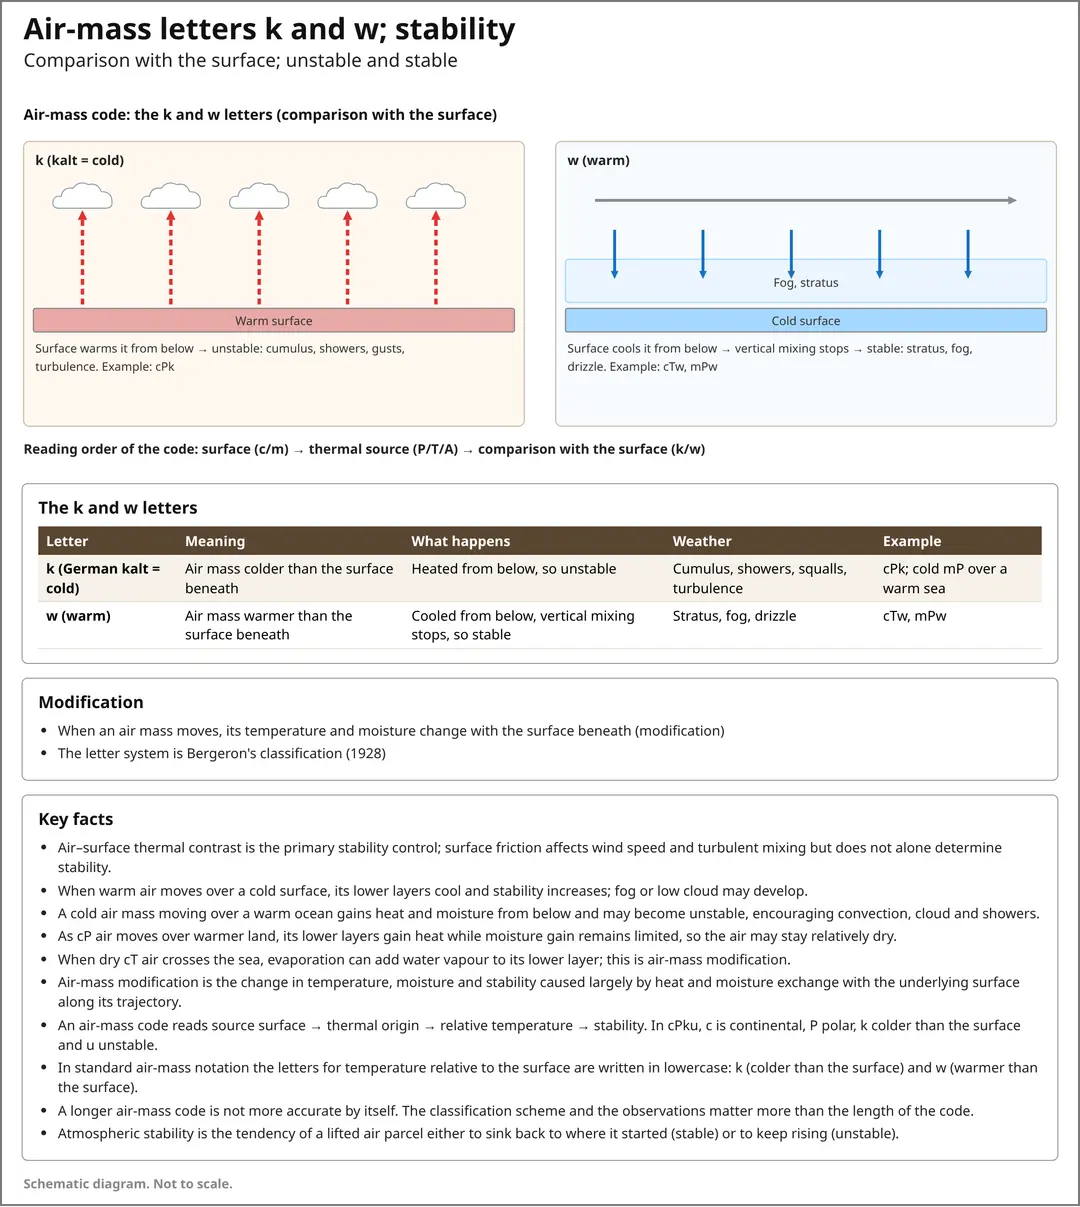 Air-mass letters k and w; stability
Comparison with the surface; unstable and stable
Air-mass code: the k and w letters (comparison with the surface)
k (kalt = cold)
Warm surface
Surface warms it from below → unstable: cumulus, showers, gusts,
turbulence. Example: cPk
w (warm)
Fog, stratus
Cold surface
Surface cools it from below → vertical mixing stops → stable: stratus, fog,
drizzle. Example: cTw, mPw
Reading order of the code: surface (c/m) → thermal source (P/T/A) → comparison with the surface (k/w)
The k and w letters
Letter Meaning What happens Weather Example
k (German kalt = Air mass colder than the surface Heated from below, so unstable Cumulus, showers, squalls, cPk; cold mP over a
cold) beneath turbulence warm sea
w (warm) Air mass warmer than the Cooled from below, vertical mixing Stratus, fog, drizzle cTw, mPw
surface beneath stops, so stable
Modification
• When an air mass moves, its temperature and moisture change with the surface beneath (modification)
• The letter system is Bergeron's classification (1928)
Key facts
• Air–surface thermal contrast is the primary stability control; surface friction affects wind speed and turbulent mixing but does not alone determine
stability.
• When warm air moves over a cold surface, its lower layers cool and stability increases; fog or low cloud may develop.
• A cold air mass moving over a warm ocean gains heat and moisture from below and may become unstable, encouraging convection, cloud and showers.
• As cP air moves over warmer land, its lower layers gain heat while moisture gain remains limited, so the air may stay relatively dry.
• When dry cT air crosses the sea, evaporation can add water vapour to its lower layer; this is air-mass modification.
• Air-mass modification is the change in temperature, moisture and stability caused largely by heat and moisture exchange with the underlying surface
along its trajectory.
• An air-mass code reads source surface → thermal origin → relative temperature → stability. In cPku, c is continental, P polar, k colder than the surface
and u unstable.
• In standard air-mass notation the letters for temperature relative to the surface are written in lowercase: k (colder than the surface) and w (warmer than
the surface).
• A longer air-mass code is not more accurate by itself. The classification scheme and the observations matter more than the length of the code.
• Atmospheric stability is the tendency of a lifted air parcel either to sink back to where it started (stable) or to keep rising (unstable).
Schematic diagram. Not to scale.